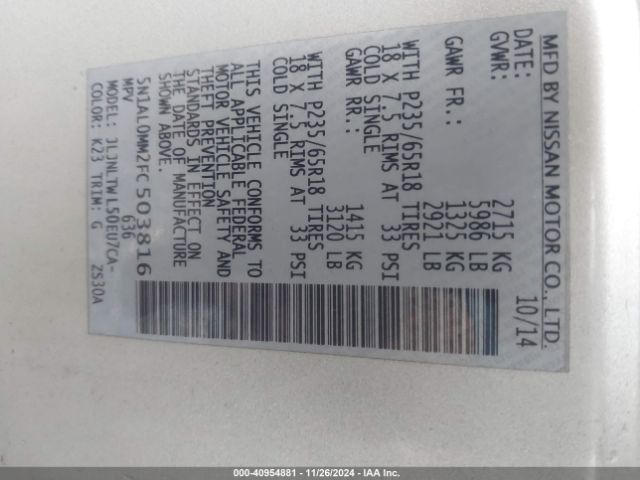 MFD BY NISSAN MOTOR CO., LTD.
DATE: 10/14
GVWR: 2715 KG
5986 LB
GAWR FR.: 1325 KG
2921 LB
WITH P235/65R18 TIRES
18 X 7.5 RIMS AT 33 PSI
COLD SINGLE
GAWR RR.: 1415 KG
3120 LB
WITH P235/65R18 TIRES
18 X 7.5 RIMS AT 33 PSI
COLD SINGLE
THIS VEHICLE CONFORMS TO
ALL APPLICABLE FEDERAL
MOTOR VEHICLE SAFETY AND
THEFT PREVENTION
STANDARDS IN EFFECT ON
THE DATE OF MANUFACTURE
SHOWN ABOVE.
5N1AL0MM2FC503816
MPV 636
MODEL: JLJNLTWL50EU7CA-
COLOR: K23 TRIM: G ZS30A
000-40954881 - 11/26/2024 - IAA Inc.